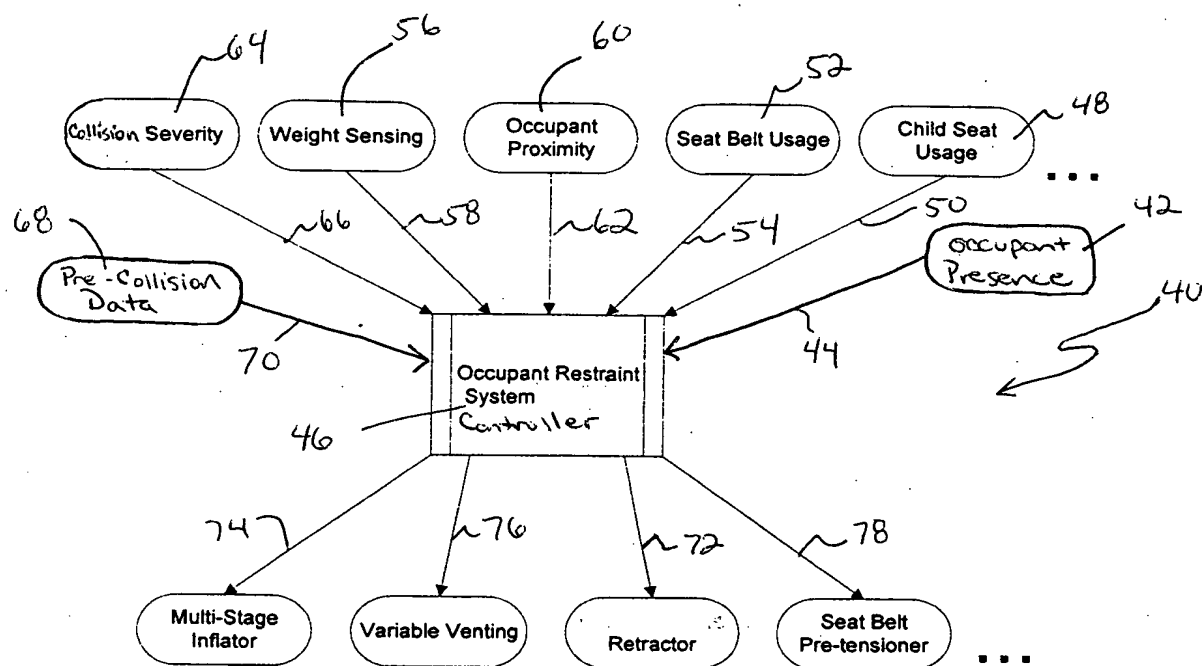 64
56
60
52
48
Collision Severity
Weight Sensing
Occupant
Proximity
Seat Belt Usage
Child Seat
Usage
...
68
66
58
62
54
50
42
Pre-Collision
Data
Occupant
Presence
40
70
44
Occupant Restraint
System
Controller
46
74
76
72
78
Multi-Stage
Inflator
Variable Venting
Retractor
Seat Belt
Pre-tensioner
...